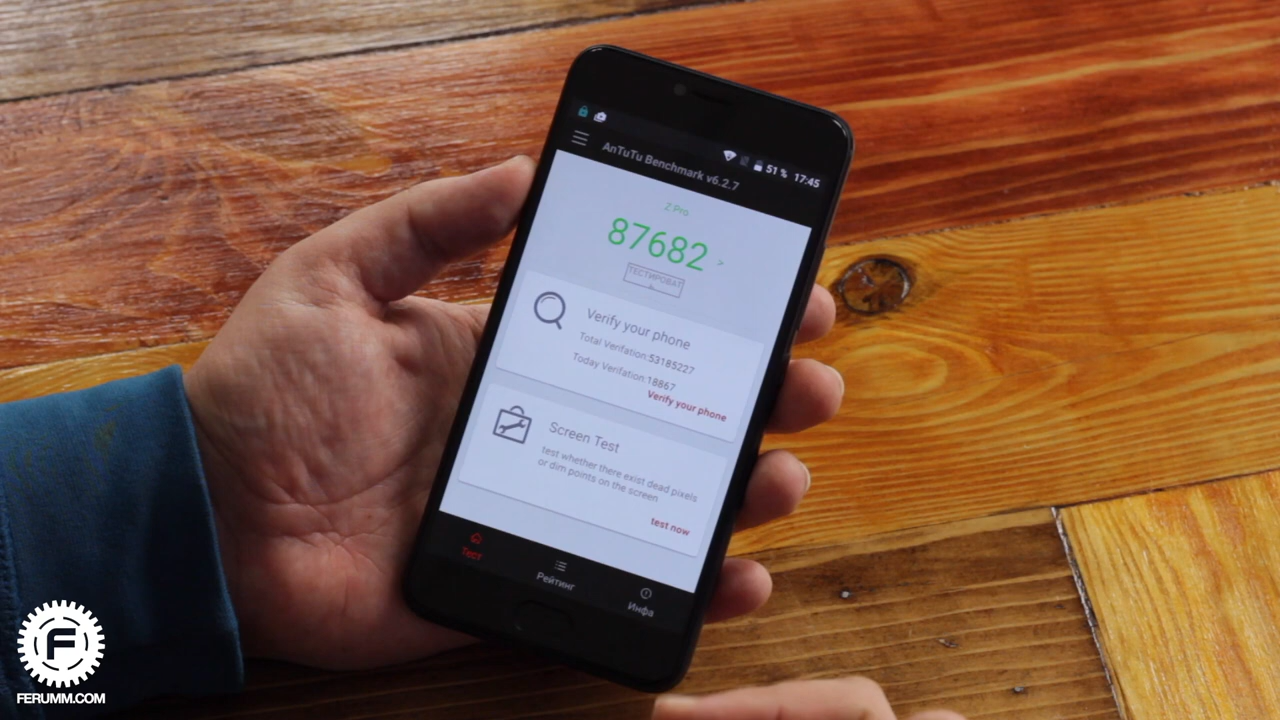 51 % 17:45
AnTuTu Benchmark v6.2.7
Z Pro
87682 >
ТЕСТИРОВАТ
Ь
Verify your phone
Total Verifation:53185227
Today Verifation:18867
Verify your phone
Screen Test
test whether there exist dead pixels
or dim points on the screen
test now
Тест
Рейтинг
Инфа
F
FERUMM.COM